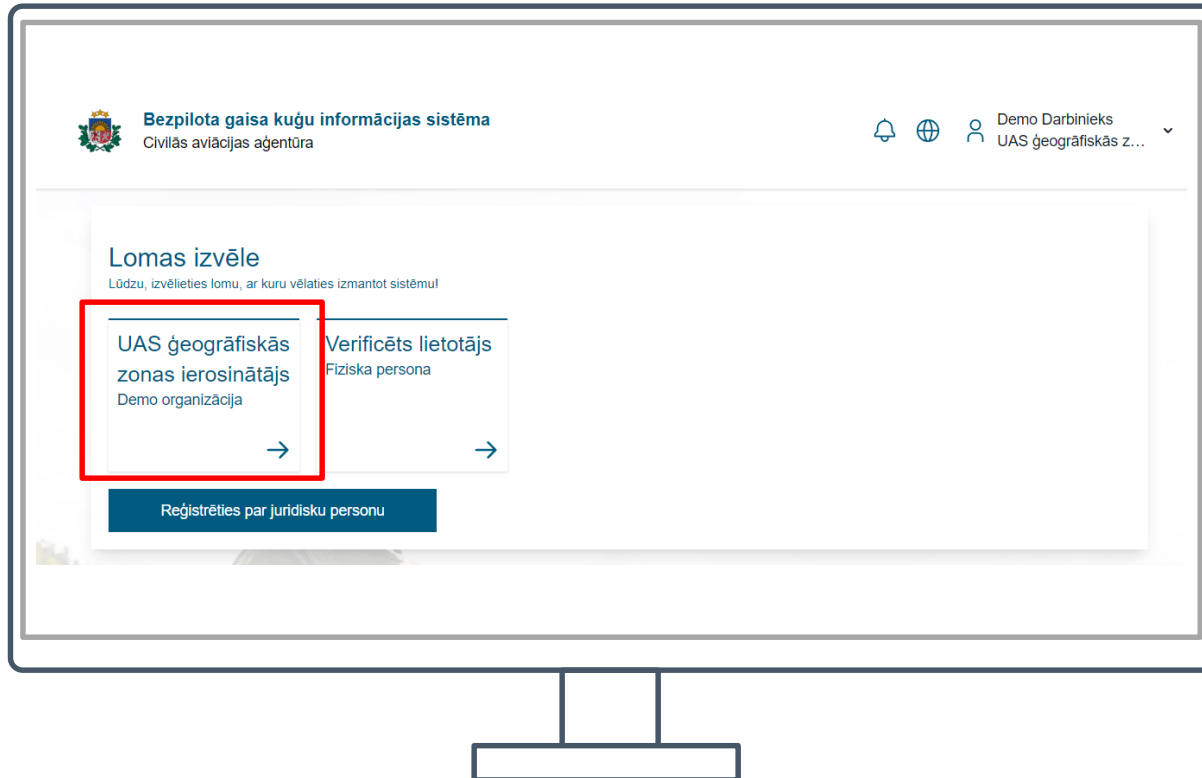 Bezpilota gaisa kuģu informācijas sistēma
Civilās aviācijas aģentūra
Demo Darbinieks
UAS ģeogrāfiskās z...
Lomas izvēle
Lūdzu, izvēlieties lomu, ar kuru vēlaties izmantot sistēmu!
UAS ģeogrāfiskās
zonas ierosinātājs
Demo organizācija
Verificēts lietotājs
Fiziska persona
Reģistrēties par juridisku personu